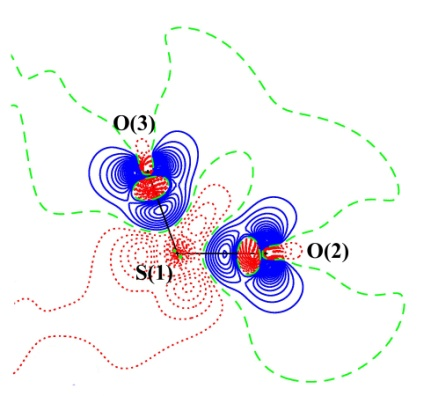 O(3)
O(2)
S(1)